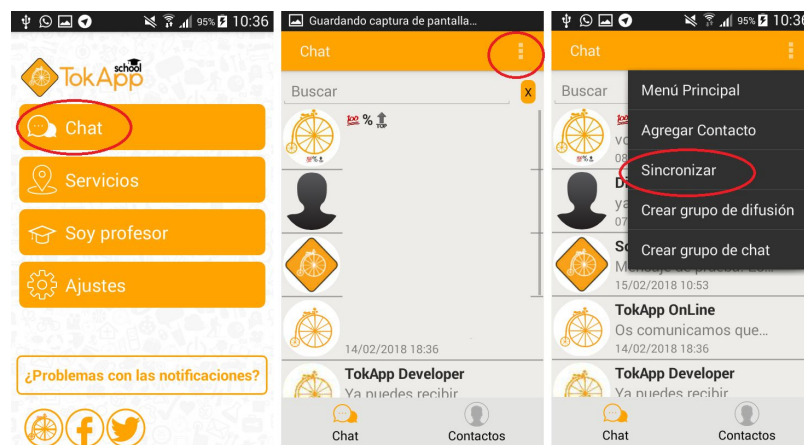 95% 10:36
TokApp
school
Chat
Servicios
Soy profesor
Ajustes
¿Problemas con las notificaciones?
Guardando captura de pantalla...
Chat
Buscar
X
💯 % TOP
14/02/2018 18:36
TokApp Developer
Ya puedes recibir
Chat
Contactos
95% 10:36
Chat
Buscar
Menú Principal
Agregar Contacto
Sincronizar
Crear grupo de difusión
Crear grupo de chat
15/02/2018 10:53
TokApp OnLine
Os comunicamos que...
14/02/2018 18:36
TokApp Developer
Ya puedes recibir
Chat
Contactos